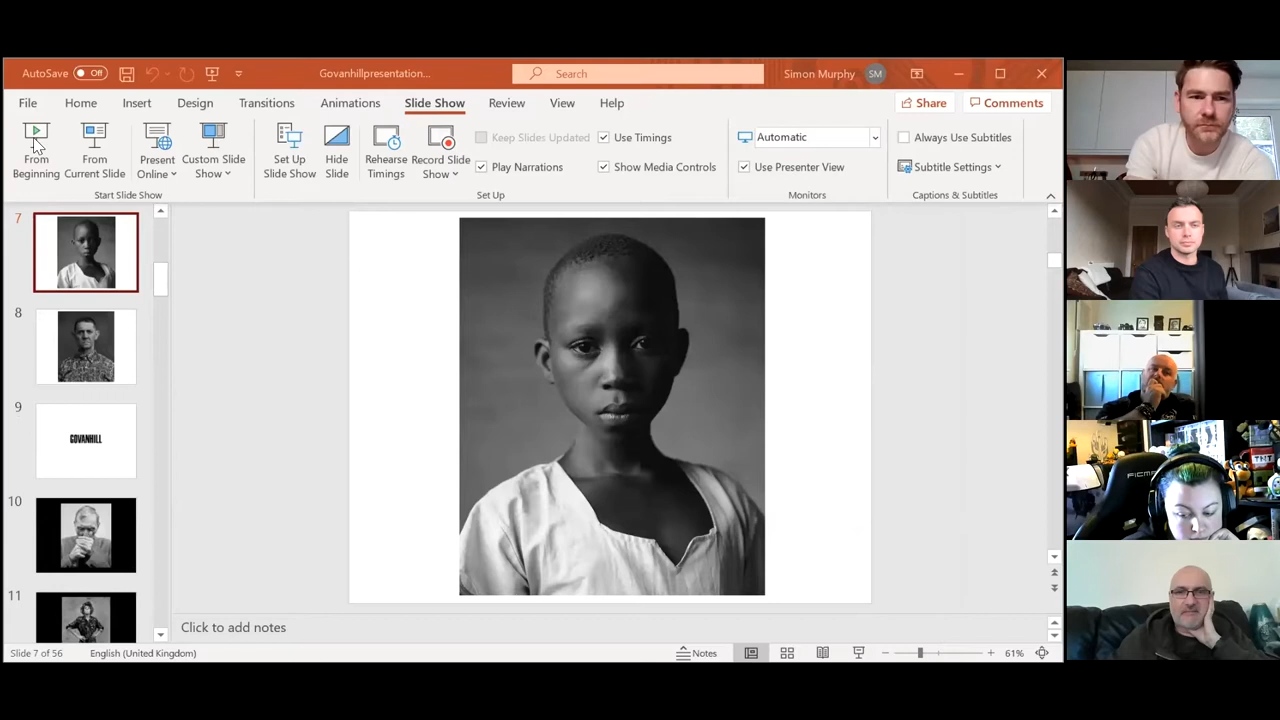 AutoSave Off Govanhillpresentation... Search Simon Murphy SM
File Home Insert Design Transitions Animations Slide Show Review View Help Share Comments
From Beginning
From Current Slide
Present Online
Custom Slide Show
Start Slide Show
Set Up Slide Show
Hide Slide
Rehearse Timings
Record Slide Show
Keep Slides Updated
Play Narrations
Use Timings
Show Media Controls
Set Up
Automatic
Use Presenter View
Monitors
Always Use Subtitles
Subtitle Settings
Captions & Subtitles
7
8
9
GOVANHILL
10
11
Click to add notes
Slide 7 of 56 English (United Kingdom) Notes 61%
TNT